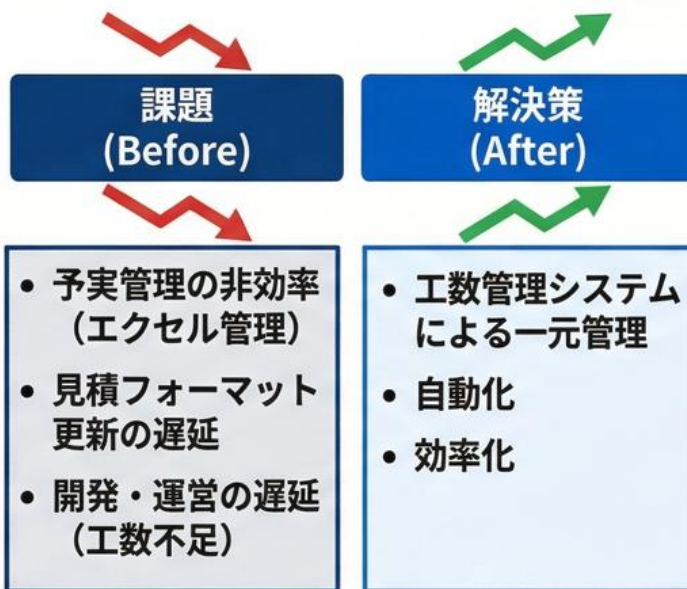 課題
(Before)
• 予実管理の非効率
（エクセル管理）
• 見積フォーマット
更新の遅延
• 開発・運営の遅延
（工数不足）
解決策
(After)
• 工数管理システム
による一元管理
• 自動化
• 効率化